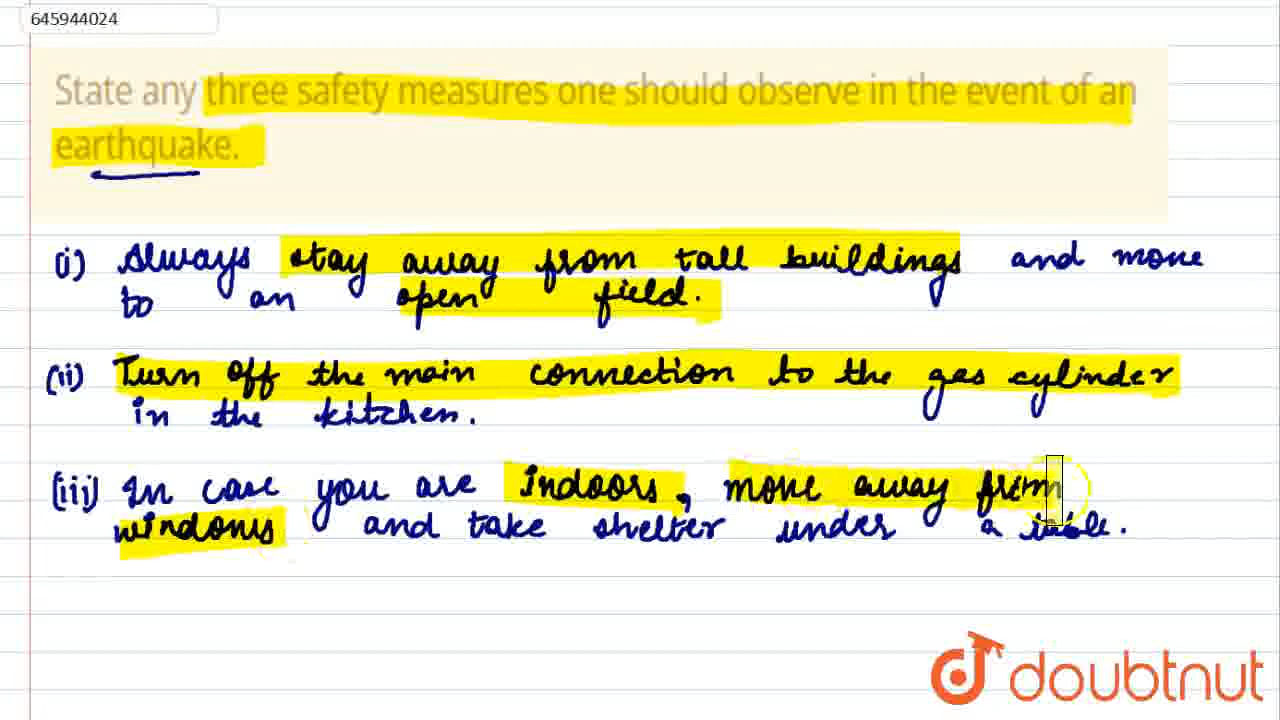 645944024
State any three safety measures one should observe in the event of an
earthquake.
(i) Always stay away from tall buildings and move
to an open field.
(ii) Turn off the main connection to the gas cylinder
in the kitchen.
(iii) In case you are indoors, move away from
windows and take shelter under a table.
doubtnut